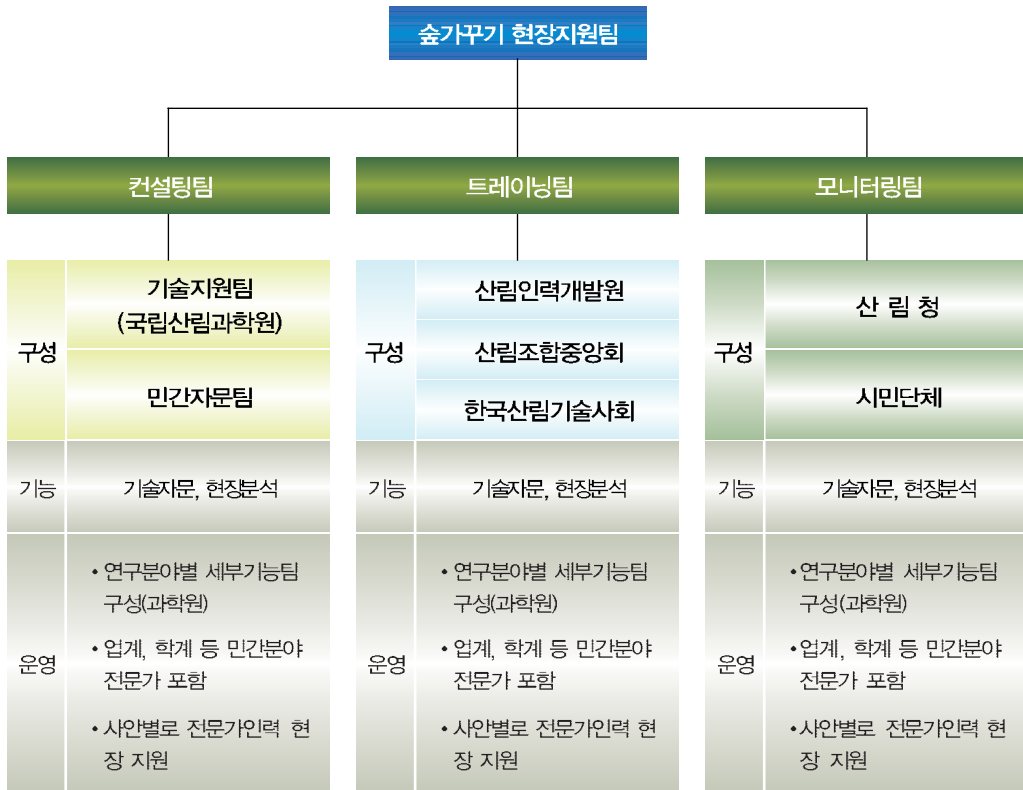 숲가꾸기 현장지원팀
컨설팅팀
구성
기술지원팀
(국립산림과학원)
민간자문팀
기능
기술자문, 현장분석
운영
• 연구분야별 세부기능팀
구성(과학원)
• 업계, 학계 등 민간분야
전문가 포함
• 사안별로 전문가인력 현
장 지원
트레이닝팀
구성
산림인력개발원
산림조합중앙회
한국산림기술사회
기능
기술자문, 현장분석
운영
• 연구분야별 세부기능팀
구성(과학원)
• 업계, 학계 등 민간분야
전문가 포함
• 사안별로 전문가인력 현
장 지원
모니터링팀
구성
산 림 청
시민단체
기능
기술자문, 현장분석
운영
• 연구분야별 세부기능팀
구성(과학원)
• 업계, 학계 등 민간분야
전문가 포함
• 사안별로 전문가인력 현
장 지원